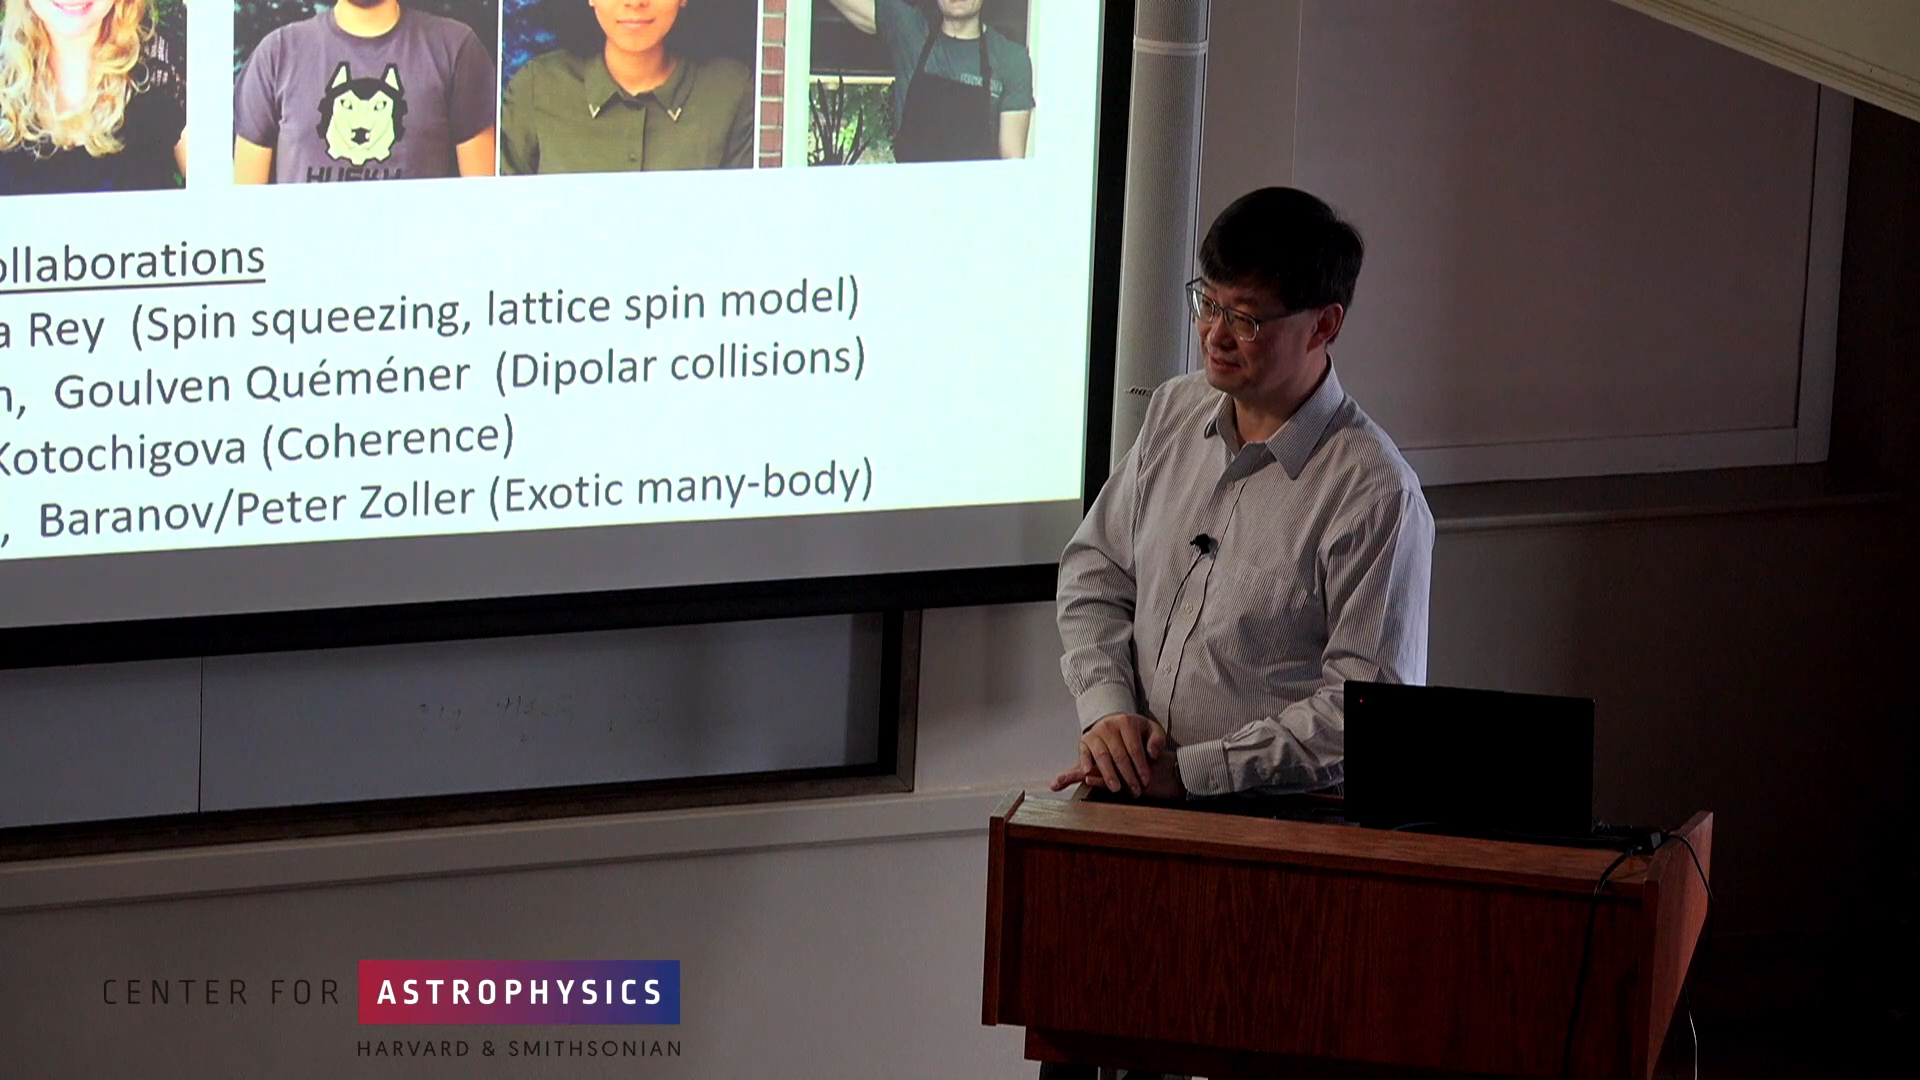 HUSKY
ollaborations
a Rey (Spin squeezing, lattice spin model)
n, Goulven Quéméner (Dipolar collisions)
Kotochigova (Coherence)
, Baranov/Peter Zoller (Exotic many-body)
CENTER FOR ASTROPHYSICS
HARVARD & SMITHSONIAN